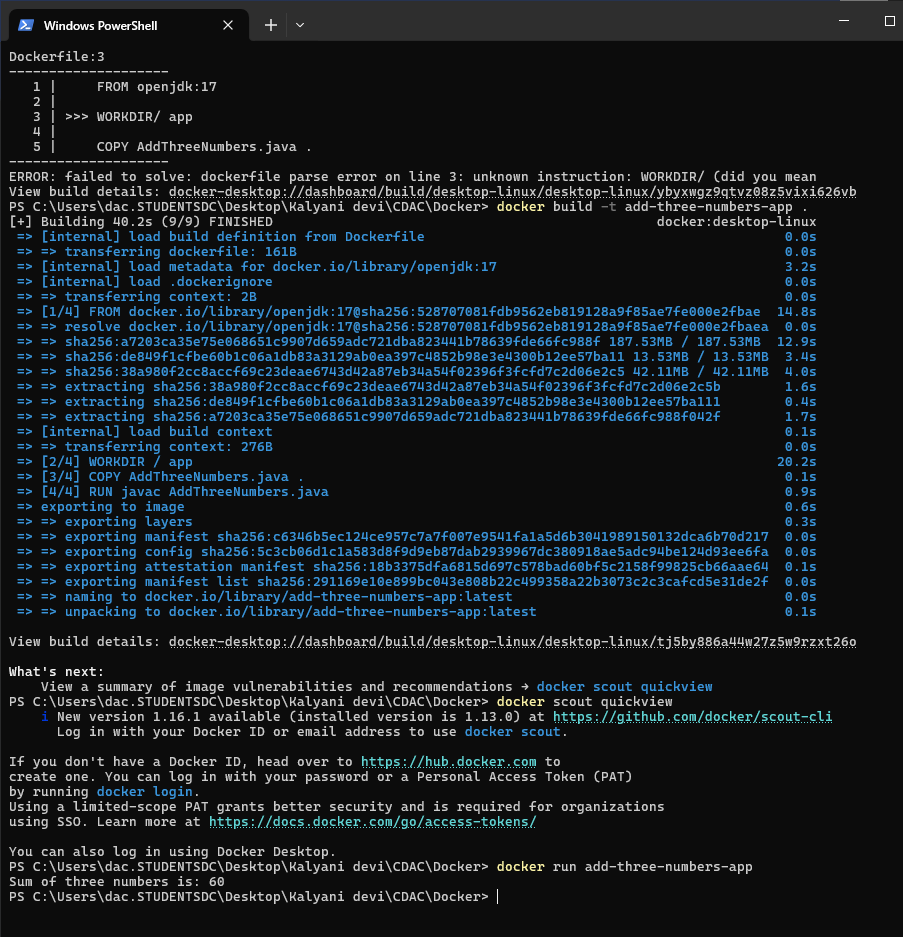 Windows PowerShell
Dockerfile:3
--------------------
   1 |     FROM openjdk:17
   2 |
   3 | >>> WORKDIR/ app
   4 |
   5 |     COPY AddThreeNumbers.java .
--------------------
ERROR: failed to solve: dockerfile parse error on line 3: unknown instruction: WORKDIR/ (did you mean
View build details: docker-desktop://dashboard/build/desktop-linux/desktop-linux/ybyxwgz9qtvz08z5vixi626vb
PS C:\Users\dac.STUDENTSDC\Desktop\Kalyani devi\CDAC\Docker> docker build -t add-three-numbers-app .
[+] Building 40.2s (9/9) FINISHED docker:desktop-linux
 => [internal] load build definition from Dockerfile 0.0s
 => => transferring dockerfile: 161B 0.0s
 => [internal] load metadata for docker.io/library/openjdk:17 3.2s
 => [internal] load .dockerignore 0.0s
 => => transferring context: 2B 0.0s
 => [1/4] FROM docker.io/library/openjdk:17@sha256:528707081fdb9562eb819128a9f85ae7fe000e2fbae 14.8s
 => => resolve docker.io/library/openjdk:17@sha256:528707081fdb9562eb819128a9f85ae7fe000e2fbaea 0.0s
 => => sha256:a7203ca35e75e068651c9907d659adc721dba823441b78639fde66fc988f 187.53MB / 187.53MB 12.9s
 => => sha256:de849f1cfbe60b1c06a1db83a3129ab0ea397c4852b98e3e4300b12ee57ba11 13.53MB / 13.53MB 3.4s
 => => sha256:38a980f2cc8accf69c23deae6743d42a87eb34a54f02396f3fcfd7c2d06e2c5 42.11MB / 42.11MB 4.0s
 => => extracting sha256:38a980f2cc8accf69c23deae6743d42a87eb34a54f02396f3fcfd7c2d06e2c5b 1.6s
 => => extracting sha256:de849f1cfbe60b1c06a1db83a3129ab0ea397c4852b98e3e4300b12ee57ba111 0.4s
 => => extracting sha256:a7203ca35e75e068651c9907d659adc721dba823441b78639fde66fc988f042f 1.7s
 => [internal] load build context 0.1s
 => => transferring context: 276B 0.0s
 => [2/4] WORKDIR / app 20.2s
 => [3/4] COPY AddThreeNumbers.java . 0.1s
 => [4/4] RUN javac AddThreeNumbers.java 0.9s
 => exporting to image 0.6s
 => => exporting layers 0.3s
 => => exporting manifest sha256:c6346b5ec124ce957c7a7f007e9541fa1a5d6b3041989150132dca6b70d217 0.0s
 => => exporting config sha256:5c3cb06d1c1a583d8f9d9eb87dab2939967dc380918ae5adc94be124d93ee6fa 0.0s
 => => exporting attestation manifest sha256:18b3375dfa6815d697c578bad60bf5c2158f99825cb66aae64 0.1s
 => => exporting manifest list sha256:291169e10e899bc043e808b22c499358a22b3073c2c3cafcd5e31de2f 0.0s
 => => naming to docker.io/library/add-three-numbers-app:latest 0.0s
 => => unpacking to docker.io/library/add-three-numbers-app:latest 0.1s
View build details: docker-desktop://dashboard/build/desktop-linux/desktop-linux/tj5by886a44w27z5w9rzxt26o
What's next:
    View a summary of image vulnerabilities and recommendations → docker scout quickview
PS C:\Users\dac.STUDENTSDC\Desktop\Kalyani devi\CDAC\Docker> docker scout quickview
    i New version 1.16.1 available (installed version is 1.13.0) at https://github.com/docker/scout-cli
      Log in with your Docker ID or email address to use docker scout.
If you don't have a Docker ID, head over to https://hub.docker.com to
create one. You can log in with your password or a Personal Access Token (PAT)
by running docker login.
Using a limited-scope PAT grants better security and is required for organizations
using SSO. Learn more at https://docs.docker.com/go/access-tokens/
You can also log in using Docker Desktop.
PS C:\Users\dac.STUDENTSDC\Desktop\Kalyani devi\CDAC\Docker> docker run add-three-numbers-app
Sum of three numbers is: 60
PS C:\Users\dac.STUDENTSDC\Desktop\Kalyani devi\CDAC\Docker>